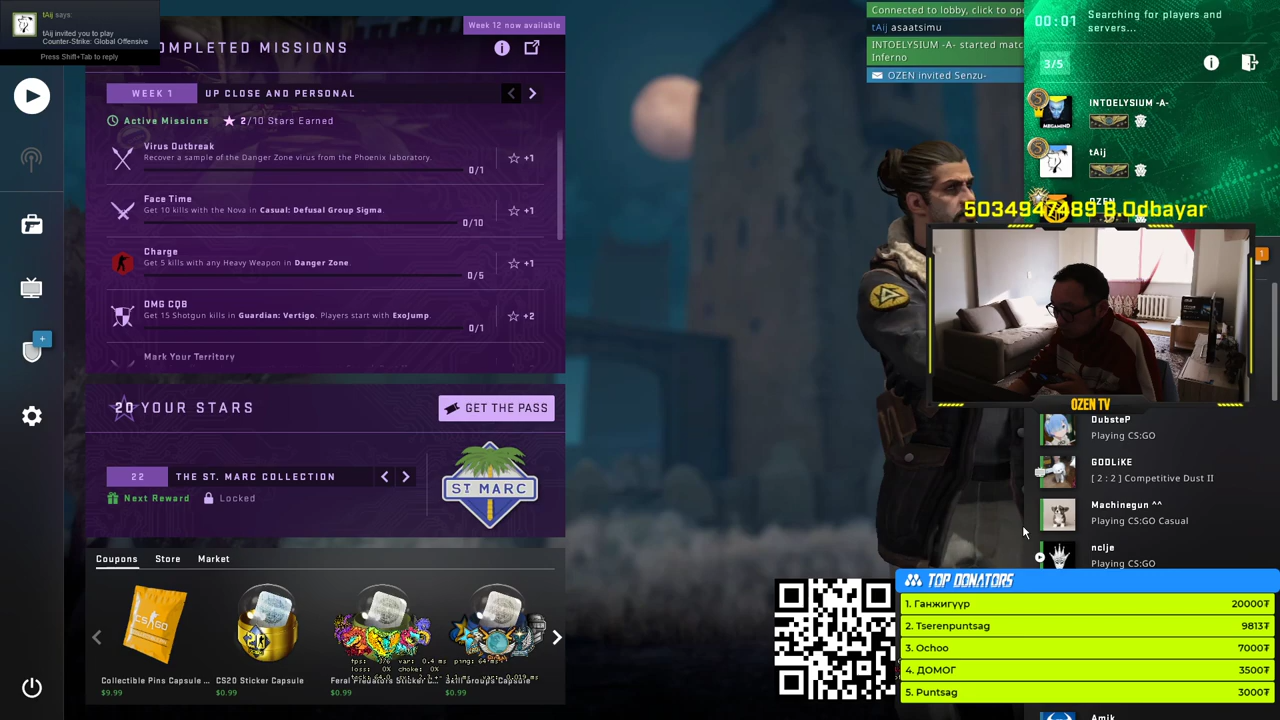 tAij says:
tAij invited you to play
Counter-Strike: Global Offensive
Press Shift+Tab to reply
Week 12 now available
OMPLETED MISSIONS
WEEK 1
UP CLOSE AND PERSONAL
Active Missions
2/10 Stars Earned
Virus Outbreak
Recover a sample of the Danger Zone virus from the Phoenix laboratory.
0/1
+1
Face Time
Get 10 kills with the Nova in Casual: Defusal Group Sigma.
0/10
+1
Charge
Get 5 kills with any Heavy Weapon in Danger Zone.
0/5
+1
DMG CQB
Get 15 Shotgun kills in Guardian: Vertigo. Players start with ExoJump.
0/1
+2
Mark Your Territory
20 YOUR STARS
GET THE PASS
22
THE ST. MARC COLLECTION
Next Reward
Locked
ST MARC
Coupons
Store
Market
Collectible Pins Capsule ...
$9.99
CS20 Sticker Capsule
$0.99
$0.99
Skill Groups Capsule
$0.99
Connected to lobby, click to ope
tAij asaatsimu
INTOELYSIUM -A- started matc
Inferno
OZEN invited Senzu-
00:01
Searching for players and
servers...
3/5
INTOELYSIUM -A-
MEGAMIND
tAij
OZEN
5034947489 B.Odbayar
1
OZEN TV
DubsteP
Playing CS:GO
GODLiKE
[ 2 : 2 ] Competitive Dust II
Machinegun ^^
Playing CS:GO Casual
nclje
Playing CS:GO
TOP DONATORS
1. Ганжигүүр 20000₮
2. Tserenpuntsag 9813₮
3. Ochoo 7000₮
4. ДОМОГ 3500₮
5. Puntsag 3000₮
Amik